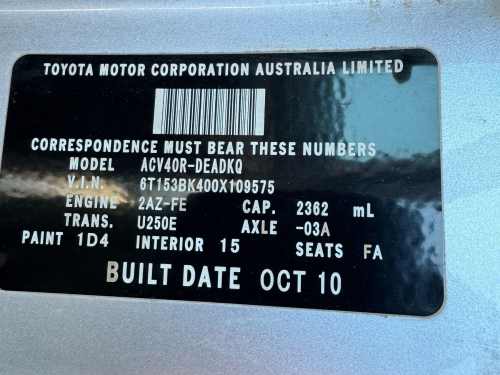 TOYOTA MOTOR CORPORATION AUSTRALIA LIMITED
CORRESPONDENCE MUST BEAR THESE NUMBERS
MODEL ACV40R-DEADKQ
V.I.N. 6T153BK400X109575
ENGINE 2AZ-FE CAP. 2362 mL
TRANS. U250E AXLE -03A
PAINT 1D4 INTERIOR 15 SEATS FA
BUILT DATE OCT 10